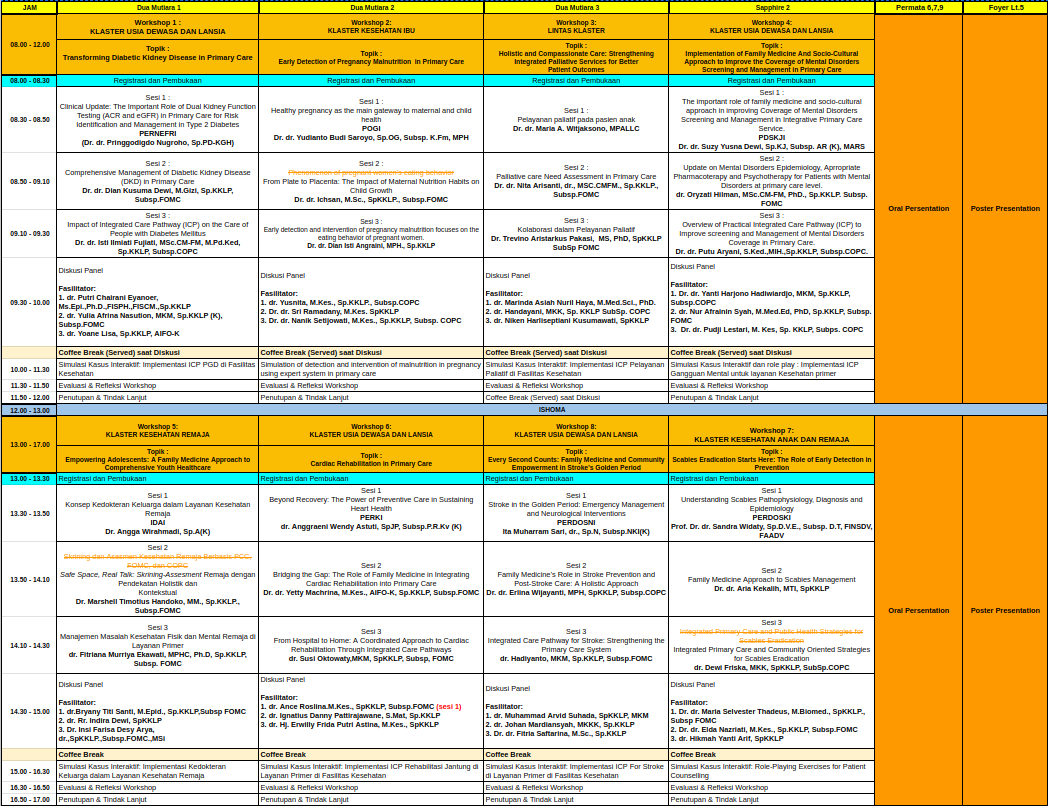 JAM
Dua Mutiara 1
Dua Mutiara 2
Dua Mutiara 3
Sapphire 2
Permata 6,7,9
Foyer Lt.5
08.00 - 12.00
Workshop 1 :
KLASTER USIA DEWASA DAN LANSIA
Workshop 2:
KLASTER KESEHATAN IBU
Workshop 3:
LINTAS KLASTER
Workshop 4:
KLASTER USIA DEWASA DAN LANSIA
Topik :
Transforming Diabetic Kidney Disease in Primary Care
Topik :
Early Detection of Pregnancy Malnutrition in Primary Care
Topik :
Holistic and Compassionate Care: Strengthening
Integrated Palliative Services for Better
Patient Outcomes
Topik :
Implementation of Family Medicine And Socio-Cultural
Approach to Improve the Coverage of Mental Disorders
Screening and Management in Primary Care
08.00 - 08.30
Registrasi dan Pembukaan
Registrasi dan Pembukaan
Registrasi dan Pembukaan
Registrasi dan Pembukaan
08.30 - 08.50
Sesi 1 :
Clinical Update: The Important Role of Dual Kidney Function
Testing (ACR and eGFR) in Primary Care for Risk
Identification and Management in Type 2 Diabetes
PERNEFRI
(Dr. dr. Pringgodigdo Nugroho, Sp.PD-KGH)
Sesi 1 :
Healthy pregnancy as the main gateway to maternal and child
health
POGI
Dr. dr. Yudianto Budi Saroyo, Sp.OG, Subsp. K.Fm, MPH
Sesi 1 :
Pelayanan paliatif pada pasien anak
Dr. dr. Maria A. Witjaksono, MPALLC
Sesi 1 :
The important role of family medicine and socio-cultural
approach in improving Coverage of Mental Disorders
Screening and Management in Integrative Primary Care
Service.
PDSKJI
Dr. dr. Suzy Yusna Dewi, Sp.KJ, Subsp. AR (K), MARS
08.50 - 09.10
Sesi 2 :
Comprehensive Management of Diabetic Kidney Disease
(DKD) in Primary Care
Dr. dr. Dian Kusuma Dewi, M.Gizi, Sp.KKLP,
Subsp.FOMC
Sesi 2 :
Phenomenon of pregnant women's eating behavior
From Plate to Placenta: The Impact of Maternal Nutrition Habits on
Child Growth
Dr. dr. Ichsan, M.Sc., SpKKLP., Subsp.FOMC
Sesi 2 :
Palliative care Need Assessment in Primary Care
Dr. dr. Nita Arisanti, dr., MSC.CMFM., Sp.KKLP.,
Subsp.FOMC
Sesi 2 :
Update on Mental Disorders Epidemiology, Aprropriate
Pharmacoterapy and Psychotherapy for Patients with Mental
Disorders at primary care level.
dr. Oryzati Hilman, MSc.CM-FM, PhD., Sp.KKLP. Subsp.
FOMC
09.10 - 09.30
Sesi 3 :
Impact of Integrated Care Pathway (ICP) on the Care of
People with Diabetes Mellitus
Dr. dr. Isti Ilmiati Fujiati, MSc.CM-FM, M.Pd.Ked,
Sp.KKLP, Subsp.COPC
Sesi 3 :
Early detection and intervention of pregnancy malnutrition focuses on the
eating behavior of pregnant women.
Dr. dr. Dian Isti Angraini, MPH., Sp.KKLP
Sesi 3 :
Kolaborasi dalam Pelayanan Paliatif
Dr. Trevino Aristarkus Pakasi, MS, PhD, SpKKLP
SubSp FOMC
Sesi 3 :
Overview of Practical Integrated Care Pathway (ICP) to
Improve screening and Management of Mental Disorders
Coverage in Primary Care.
Dr. dr. Putu Aryani, S.Ked.,MIH.,Sp.KKLP, Subsp.COPC.
Oral Persentation
Poster Presentation
09.30 - 10.00
Diskusi Panel
Fasilitator:
1. dr. Putri Chairani Eyanoer,
Ms.Epi.,Ph.D.,FISPH.,FISCM.,Sp.KKLP
2. dr. Yulia Afrina Nasution, MKM, Sp.KKLP (K),
Subsp.FOMC
3. dr. Yoane Lisa, Sp.KKLP, AIFO-K
Diskusi Panel
Fasilitator:
1. dr. Yusnita, M.Kes., Sp.KKLP., Subsp.COPC
2. Dr. dr. Sri Ramadany, M.Kes. SpKKLP
3. Dr. dr. Nanik Setijowati, M.Kes., Sp.KKLP, Subsp. COPC
Diskusi Panel
Fasilitator:
1. dr. Marinda Asiah Nuril Haya, M.Med.Sci., PhD.
2. dr. Handayani, MKK, Sp. KKLP SubSp. COPC
3. dr. Niken Harliseptiani Kusumawati, SpKKLP
Diskusi Panel
Fasilitator:
1. Dr. dr. Yanti Harjono Hadiwiardjo, MKM, Sp.KKLP,
Subsp.COPC
2. dr. Nur Afrainin Syah, M.Med.Ed, PhD, Sp.KKLP, Subsp.
FOMC
3. Dr. dr. Pudji Lestari, M. Kes, Sp. KKLP, Subps. COPC
Coffee Break (Served) saat Diskusi
Coffee Break (Served) saat Diskusi
Coffee Break (Served) saat Diskusi
Coffee Break (Served) saat Diskusi
10.00 - 11.30
Simulasi Kasus Interaktif: Implementasi ICP PGD di Fasilitas
Kesehatan
Simulation of detection and intervention of malnutrition in pregnancy
using expert system in primary care
Simulasi Kasus Interaktif: Implementasi ICP Pelayanan
Paliatif di Fasilitas Kesehatan
Simulasi Kasus Interaktif dan role play : Implementasi ICP
Gangguan Mental untuk layanan Kesehatan primer
11.30 - 11.50
Evaluasi & Refleksi Workshop
Evaluasi & Refleksi Workshop
Evaluasi & Refleksi Workshop
Evaluasi & Refleksi Workshop
11.50 - 12.00
Penutupan & Tindak Lanjut
Penutupan & Tindak Lanjut
Coffee Break (Served) saat Diskusi
Penutupan & Tindak Lanjut
12.00 - 13.00
ISHOMA
13.00 - 17.00
Workshop 5:
KLASTER KESEHATAN REMAJA
Workshop 6:
KLASTER USIA DEWASA DAN LANSIA
Workshop 8:
KLASTER USIA DEWASA DAN LANSIA
Workshop 7:
KLASTER KESEHATAN ANAK DAN REMAJA
Topik :
Empowering Adolescents: A Family Medicine Approach to
Comprehensive Youth Healthcare
Topik :
Cardiac Rehabilitation in Primary Care
Topik :
Every Second Counts: Family Medicine and Community
Empowerment in Stroke's Golden Period
Topik :
Scabies Eradication Starts Here: The Role of Early Detection in
Prevention
13.00 - 13.30
Registrasi dan Pembukaan
Registrasi dan Pembukaan
Registrasi dan Pembukaan
Registrasi dan Pembukaan
13.30 - 13.50
Sesi 1
Konsep Kedokteran Keluarga dalam Layanan Kesehatan
Remaja
IDAI
Dr. Angga Wirahmadi, Sp.A(K)
Sesi 1
Beyond Recovery: The Power of Preventive Care in Sustaining
Heart Health
PERKI
dr. Anggraeni Wendy Astuti, SpJP, Subsp.P.R.Kv (K)
Sesi 1
Stroke in the Golden Period: Emergency Management
and Neurological Interventions
PERDOSNI
Ita Muharram Sari, dr., Sp.N, Subsp.NKI(K)
Sesi 1
Understanding Scabies Pathophysiology, Diagnosis and
Epidemiology
PERDOSKI
Prof. Dr. dr. Sandra Widaty, Sp.D.V.E., Subsp. D.T, FINSDV,
FAADV
13.50 - 14.10
Sesi 2
Skrining dan Asesmen Kesehatan Remaja Berbasis PCC,
FOMC, dan COPC
Safe Space, Real Talk: Skrining-Assesment Remaja dengan
Pendekatan Holistik dan
Kontekstual
Dr. Marshell Timotius Handoko, MM., Sp.KKLP.,
Subsp.FOMC
Sesi 2
Bridging the Gap: The Role of Family Medicine in Integrating
Cardiac Rehabilitation into Primary Care
Dr. dr. Yetty Machrina, M.Kes., AIFO-K, Sp.KKLP, Subsp.FOMC
Sesi 2
Family Medicine's Role in Stroke Prevention and
Post-Stroke Care: A Holistic Approach
Dr. dr. Erlina Wijayanti, MPH, SpKKLP, Subsp.COPC
Sesi 2
Family Medicine Approach to Scabies Management
Dr. dr. Aria Kekalih, MTI, SpKKLP
14.10 - 14.30
Sesi 3
Manajemen Masalah Kesehatan Fisik dan Mental Remaja di
Layanan Primer
dr. Fitriana Murriya Ekawati, MPHC, Ph.D, Sp.KKLP,
Subsp. FOMC
Sesi 3
From Hospital to Home: A Coordinated Approach to Cardiac
Rehabilitation Through Integrated Care Pathways
dr. Susi Oktowaty,MKM, SpKKLP, Subsp, FOMC
Sesi 3
Integrated Care Pathway for Stroke: Strengthening the
Primary Care System
dr. Hadiyanto, MKM, Sp.KKLP, Subsp.FOMC
Sesi 3
Integrated Primary Care and Public Health Strategies for
Scabies Eradication
Integrated Primary Care and Community Oriented Strategies
for Scabies Eradication
dr. Dewi Friska, MKK, SpKKLP, SubSp.COPC
Oral Persentation
Poster Presentation
14.30 - 15.00
Diskusi Panel
Fasilitator:
1. dr.Bryany Titi Santi, M.Epid., Sp.KKLP,Subsp FOMC
2. dr. Rr. Indira Dewi, SpKKLP
3. Dr. Insi Farisa Desy Arya,
dr.,SpKKLP.,Subsp.FOMC.,MSi
Diskusi Panel
Fasilitator:
1. dr. Ance Roslina.M.Kes., SpKKLP, Subsp.FOMC (sesi 1)
2. dr. Ignatius Danny Pattirajawane, S.Mat, Sp.KKLP
3. dr. Hj. Erwilly Frida Putri Astina, M.Kes., SpKKLP
Diskusi Panel
Fasilitator:
1. dr. Muhammad Arvid Suhada, SpKKLP, MKM
2. dr. Johan Mardiansyah, MKKK, Sp.KKLP
3. Dr. dr. Fitria Saftarina, M.Sc., Sp.KKLP
Diskusi Panel
Fasilitator:
1. Dr. dr. Maria Selvester Thadeus, M.Biomed., SpKKLP.,
Subsp FOMC
2. Dr. dr. Elda Nazriati, M.Kes., Sp.KKLP, Subsp.FOMC
3. dr. Hikmah Yanti Arif, SpKKLP
Coffee Break
Coffee Break
Coffee Break
Coffee Break
15.00 - 16.30
Simulasi Kasus Interaktif: Implementasi Kedokteran
Keluarga dalam Layanan Kesehatan Remaja
Simulasi Kasus Interaktif: Implementasi ICP Rehabilitasi Jantung di
Layanan Primer di Fasilitas Kesehatan
Simulasi Kasus Interaktif: Implementasi ICP For Stroke
di Layanan Primer di Fasilitas Kesehatan
Simulasi Kasus Interaktif: Role-Playing Exercises for Patient
Counselling
16.30 - 16.50
Evaluasi & Refleksi Workshop
Evaluasi & Refleksi Workshop
Evaluasi & Refleksi Workshop
Evaluasi & Refleksi Workshop
16.50 - 17.00
Penutupan & Tindak Lanjut
Penutupan & Tindak Lanjut
Penutupan & Tindak Lanjut
Penutupan & Tindak Lanjut